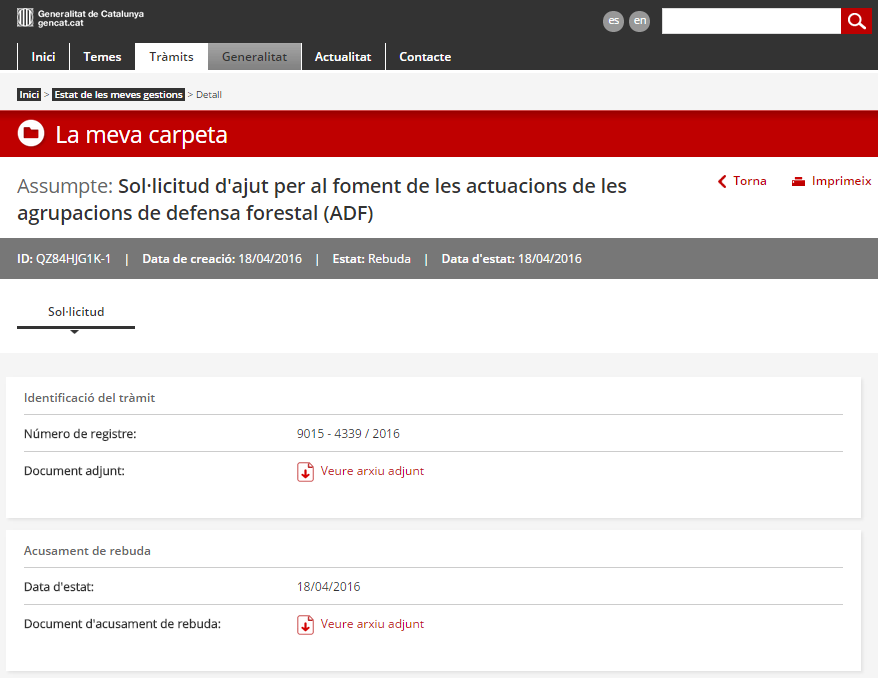 Generalitat de Catalunya
gencat.cat
es en
Inici Temes Tràmits Generalitat Actualitat Contacte
Inici > Estat de les meves gestions > Detall
La meva carpeta
Assumpte: Sol·licitud d'ajut per al foment de les actuacions de les
agrupacions de defensa forestal (ADF)
Torna Imprimeix
ID: QZ84HJG1K-1 | Data de creació: 18/04/2016 | Estat: Rebuda | Data d'estat: 18/04/2016
Sol·licitud
Identificació del tràmit
Número de registre: 9015 - 4339 / 2016
Document adjunt: Veure arxiu adjunt
Acusament de rebuda
Data d'estat: 18/04/2016
Document d'acusament de rebuda: Veure arxiu adjunt